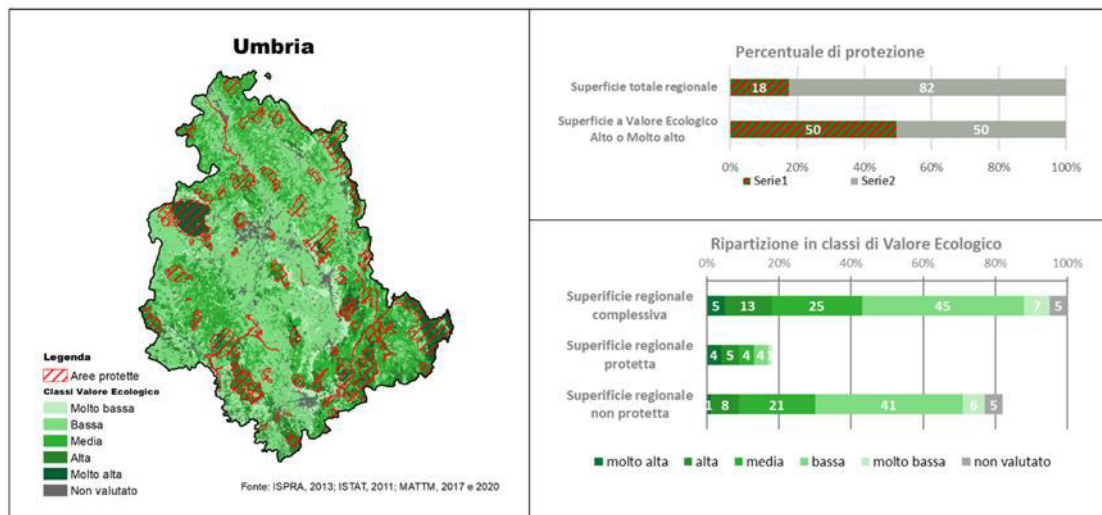 Umbria
Legenda
Aree protette
Classi Valore Ecologico
Molto bassa
Bassa
Media
Alta
Molto alta
Non valutato
Fonte: ISPRA, 2013; ISTAT, 2011; MATTM, 2017 e 2020
Percentuale di protezione
Superficie totale regionale
18 82
Superficie a Valore Ecologico
Alto o Molto alto
50 50
0% 20% 40% 60% 80% 100%
Serie1 Serie2
Ripartizione in classi di Valore Ecologico
0% 20% 40% 60% 80% 100%
Superificie regionale
complessiva
5 13 25 45 7 5
Superificie regionale
protetta
4 5 4 4 1
Superificie regionale
non protetta
1 8 21 41 6 5
molto alta alta media bassa molto bassa non valutato